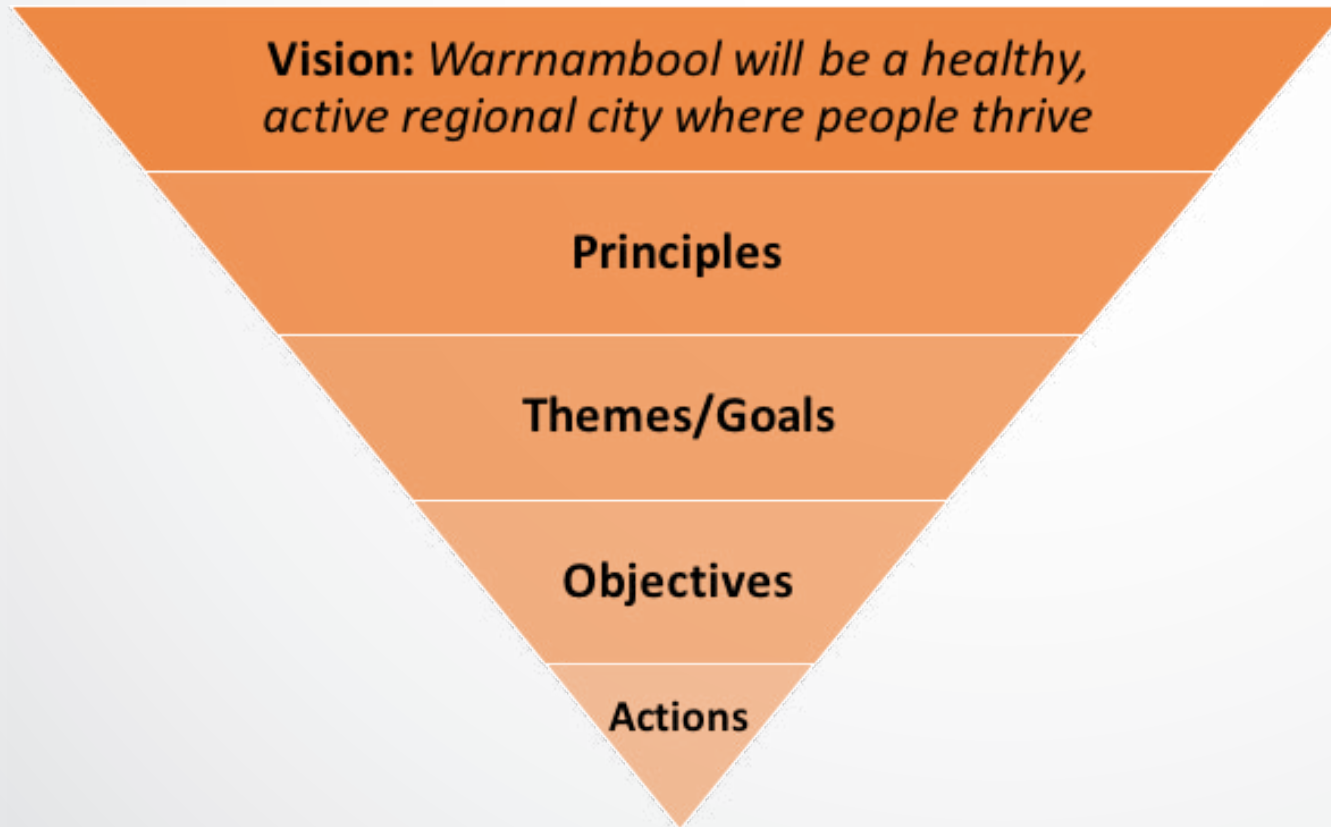 Vision: Warrnambool will be a healthy,
active regional city where people thrive
Principles
Themes/Goals
Objectives
Actions